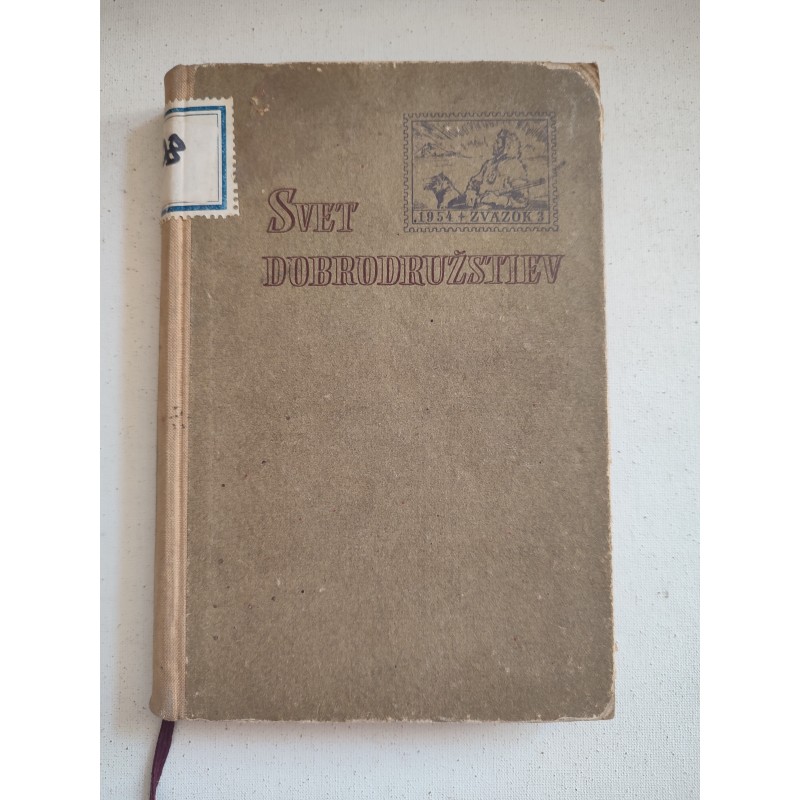 1954 + ZVÄZOK 3
SVET
DOBRODRUŽSTIEV